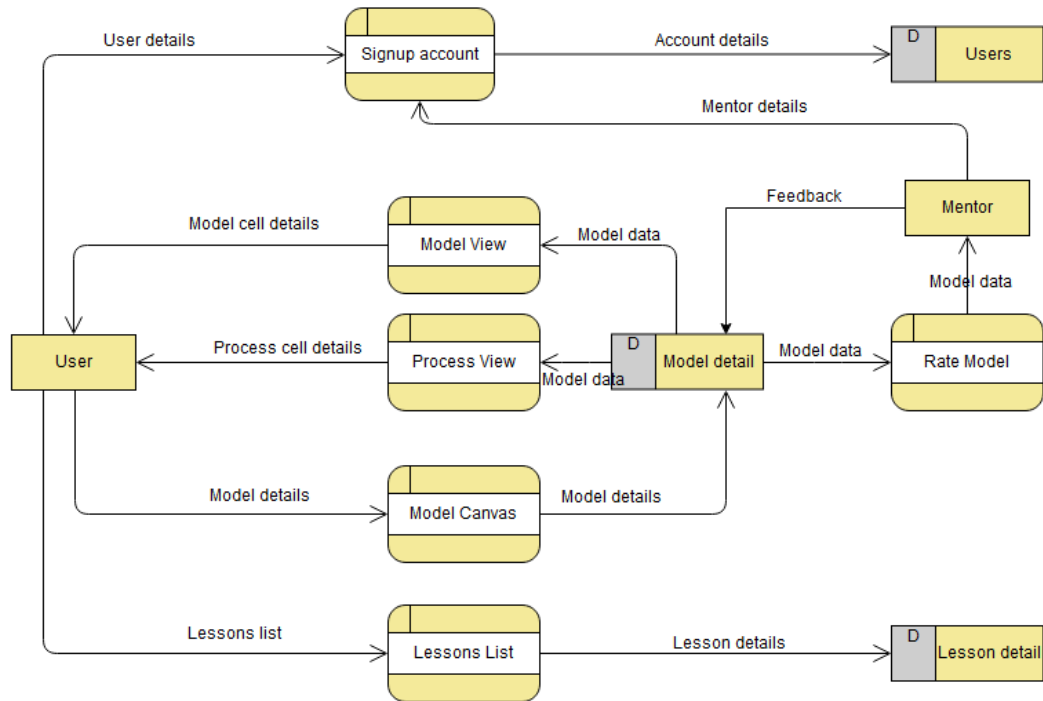 User details
Signup account
Account details
D
Users
Mentor details
Model cell details
Model View
Model data
Feedback
Mentor
Model data
User
Process cell details
Process View
Model data
D
Model detail
Model data
Rate Model
Model details
Model Canvas
Model details
Lessons list
Lessons List
Lesson details
D
Lesson detail